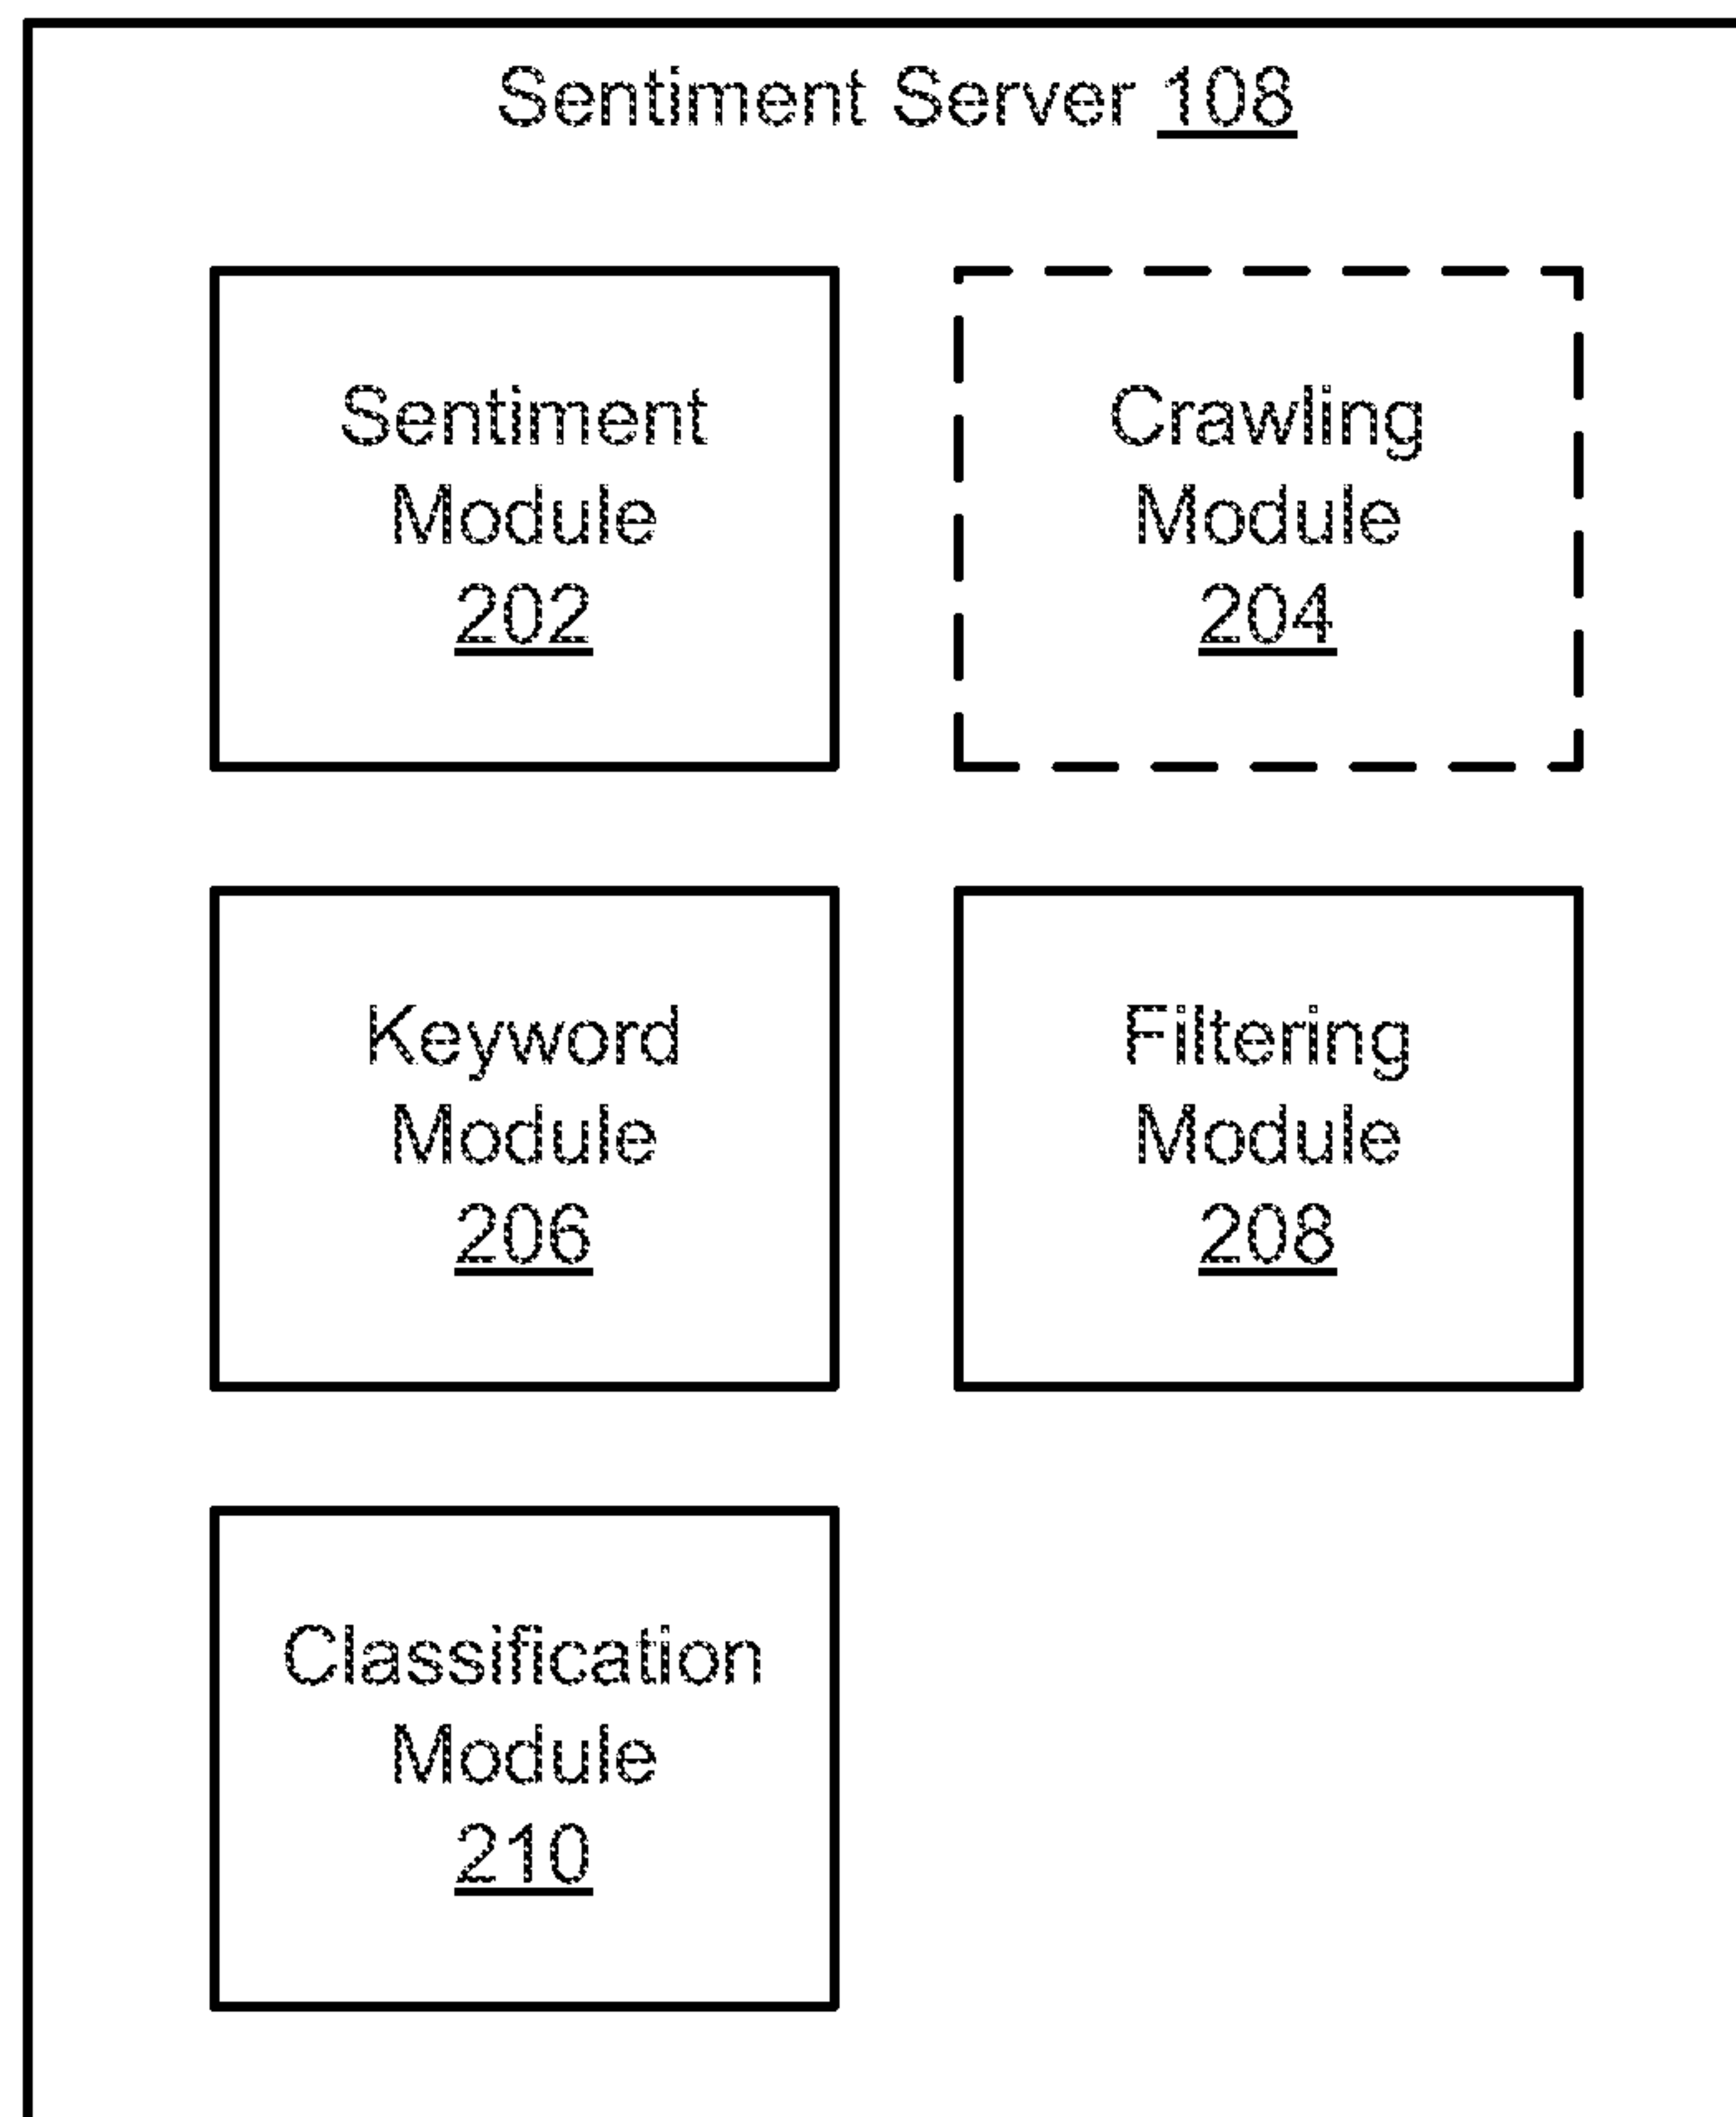 Sentiment Server 108
Sentiment
Module
202
Crawling
Module
204
Keyword
Module
206
Filtering
Module
208
Classification
Module
210